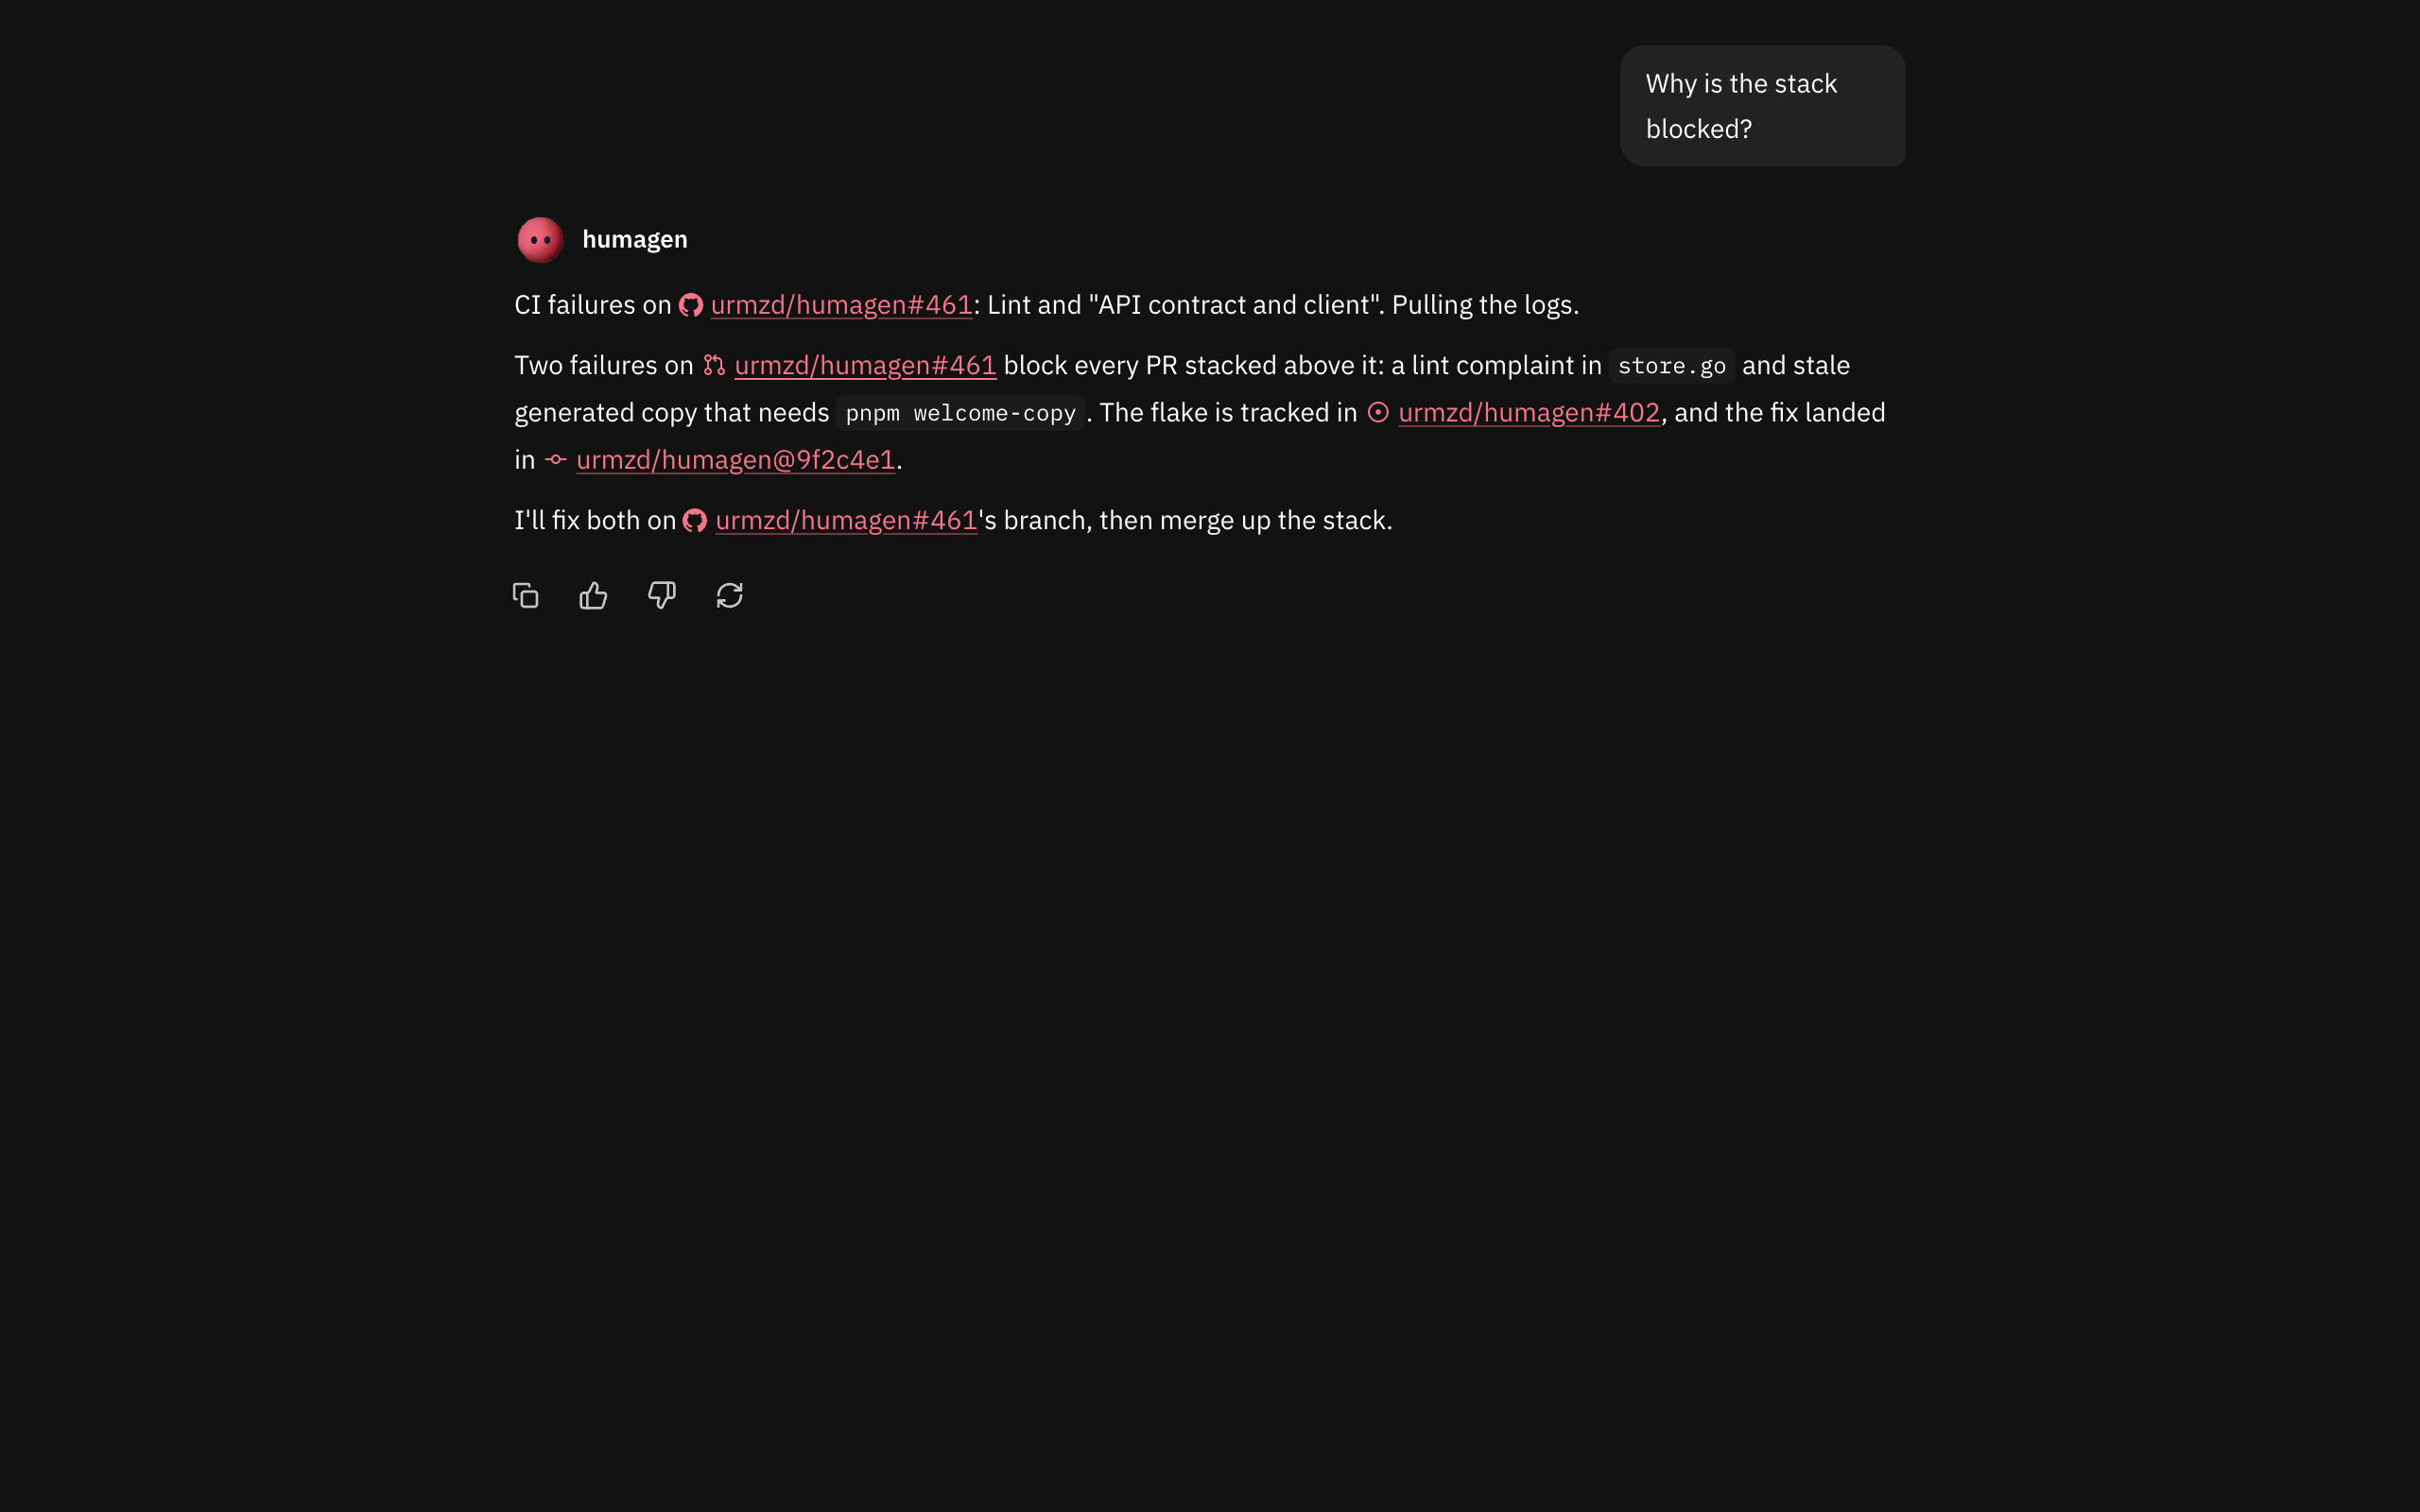 Why is the stack
blocked?
humagen
CI failures on urmzd/humagen#461: Lint and "API contract and client". Pulling the logs.
Two failures on urmzd/humagen#461 block every PR stacked above it: a lint complaint in store.go and stale
generated copy that needs pnpm welcome-copy. The flake is tracked in urmzd/humagen#402, and the fix landed
in urmzd/humagen@9f2c4e1.
I'll fix both on urmzd/humagen#461's branch, then merge up the stack.